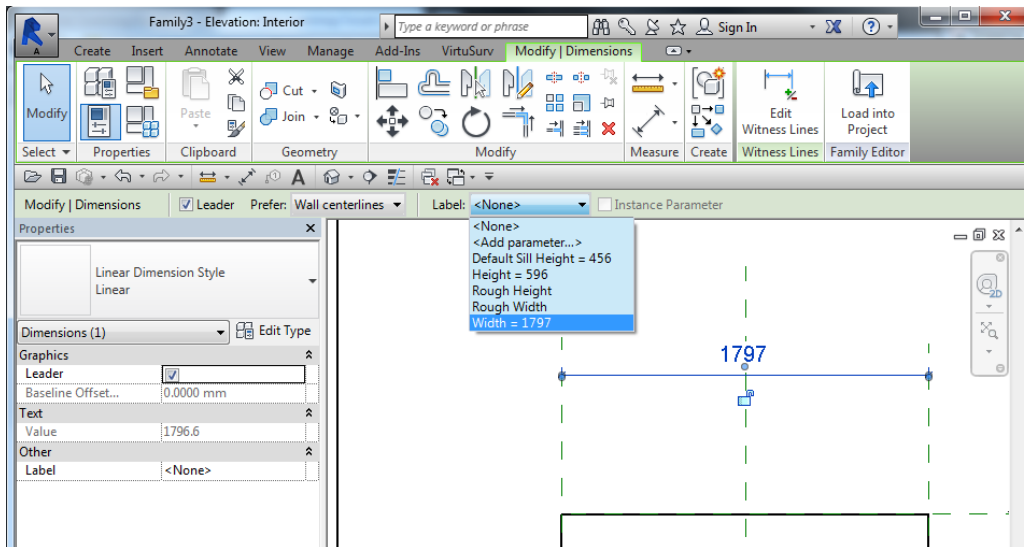 Family3 - Elevation: Interior
Type a keyword or phrase
Sign In
A
Create Insert Annotate View Manage Add-Ins VirtuSurv Modify | Dimensions
Modify
Paste
Cut
Join
Edit
Witness Lines
Load into
Project
Select Properties Clipboard Geometry Modify Measure Create Witness Lines Family Editor
A
Modify | Dimensions Leader Prefer: Wall centerlines Label: <None> Instance Parameter
Properties
Linear Dimension Style
Linear
Dimensions (1) Edit Type
Graphics
Leader
Baseline Offset... 0.0000 mm
Text
Value 1796.6
Other
Label <None>
<None>
<Add parameter...>
Default Sill Height = 456
Height = 596
Rough Height
Rough Width
Width = 1797
1797
2D